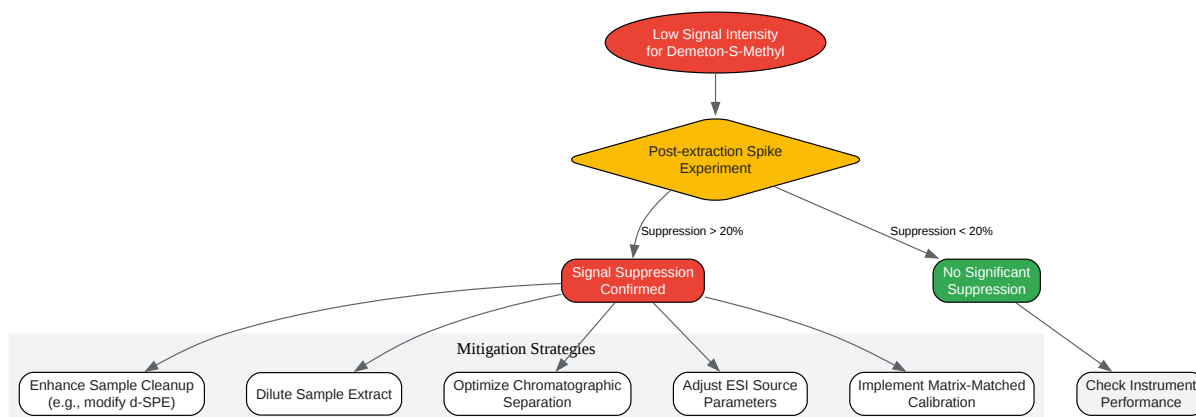 Low Signal Intensity
for Demeton-S-Methyl
Post-extraction Spike
Experiment
Suppression > 20%
Suppression < 20%
Signal Suppression
Confirmed
No Significant
Suppression
Mitigation Strategies
Enhance Sample Cleanup
(e.g., modify d-SPE)
Dilute Sample Extract
Optimize Chromatographic
Separation
Adjust ESI Source
Parameters
Implement Matrix-Matched
Calibration
Check Instrument
Performance